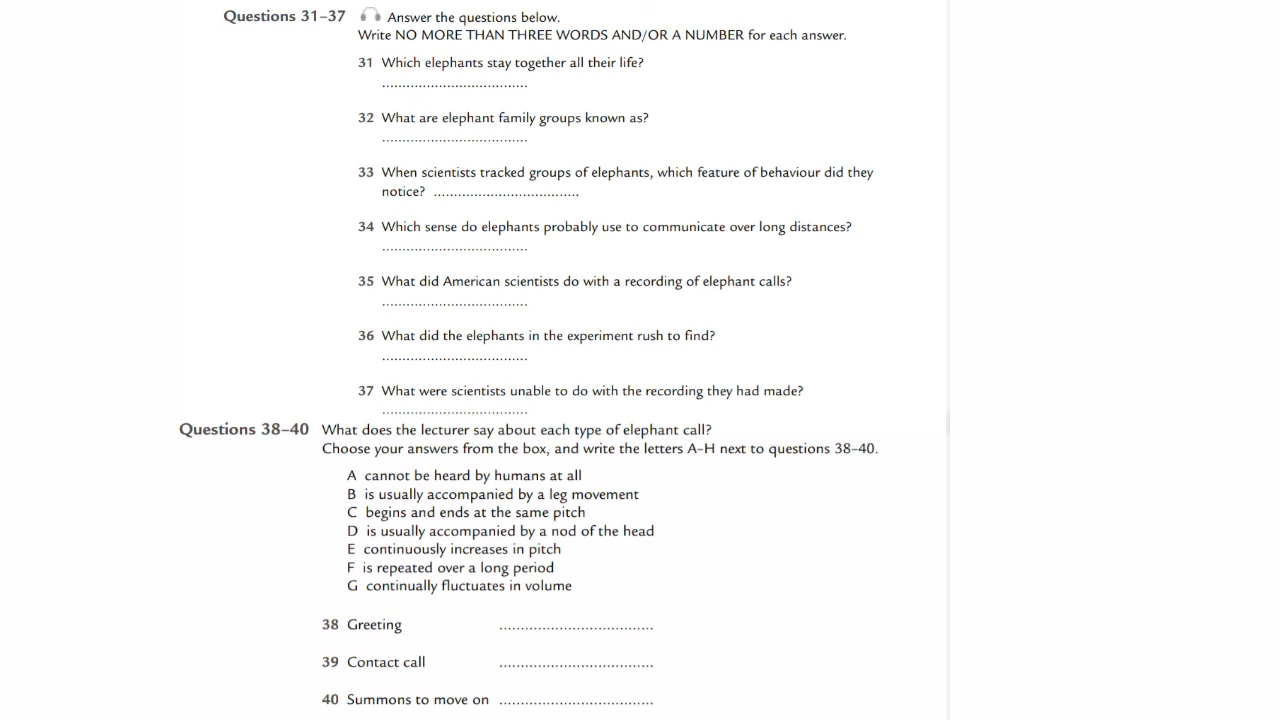 Questions 31–37 Answer the questions below.
Write NO MORE THAN THREE WORDS AND/OR A NUMBER for each answer.
31 Which elephants stay together all their life?
....................................
32 What are elephant family groups known as?
....................................
33 When scientists tracked groups of elephants, which feature of behaviour did they
notice? ....................................
34 Which sense do elephants probably use to communicate over long distances?
....................................
35 What did American scientists do with a recording of elephant calls?
....................................
36 What did the elephants in the experiment rush to find?
....................................
37 What were scientists unable to do with the recording they had made?
....................................
Questions 38–40 What does the lecturer say about each type of elephant call?
Choose your answers from the box, and write the letters A–H next to questions 38–40.
A cannot be heard by humans at all
B is usually accompanied by a leg movement
C begins and ends at the same pitch
D is usually accompanied by a nod of the head
E continuously increases in pitch
F is repeated over a long period
G continually fluctuates in volume
38 Greeting ....................................
39 Contact call ....................................
40 Summons to move on ....................................